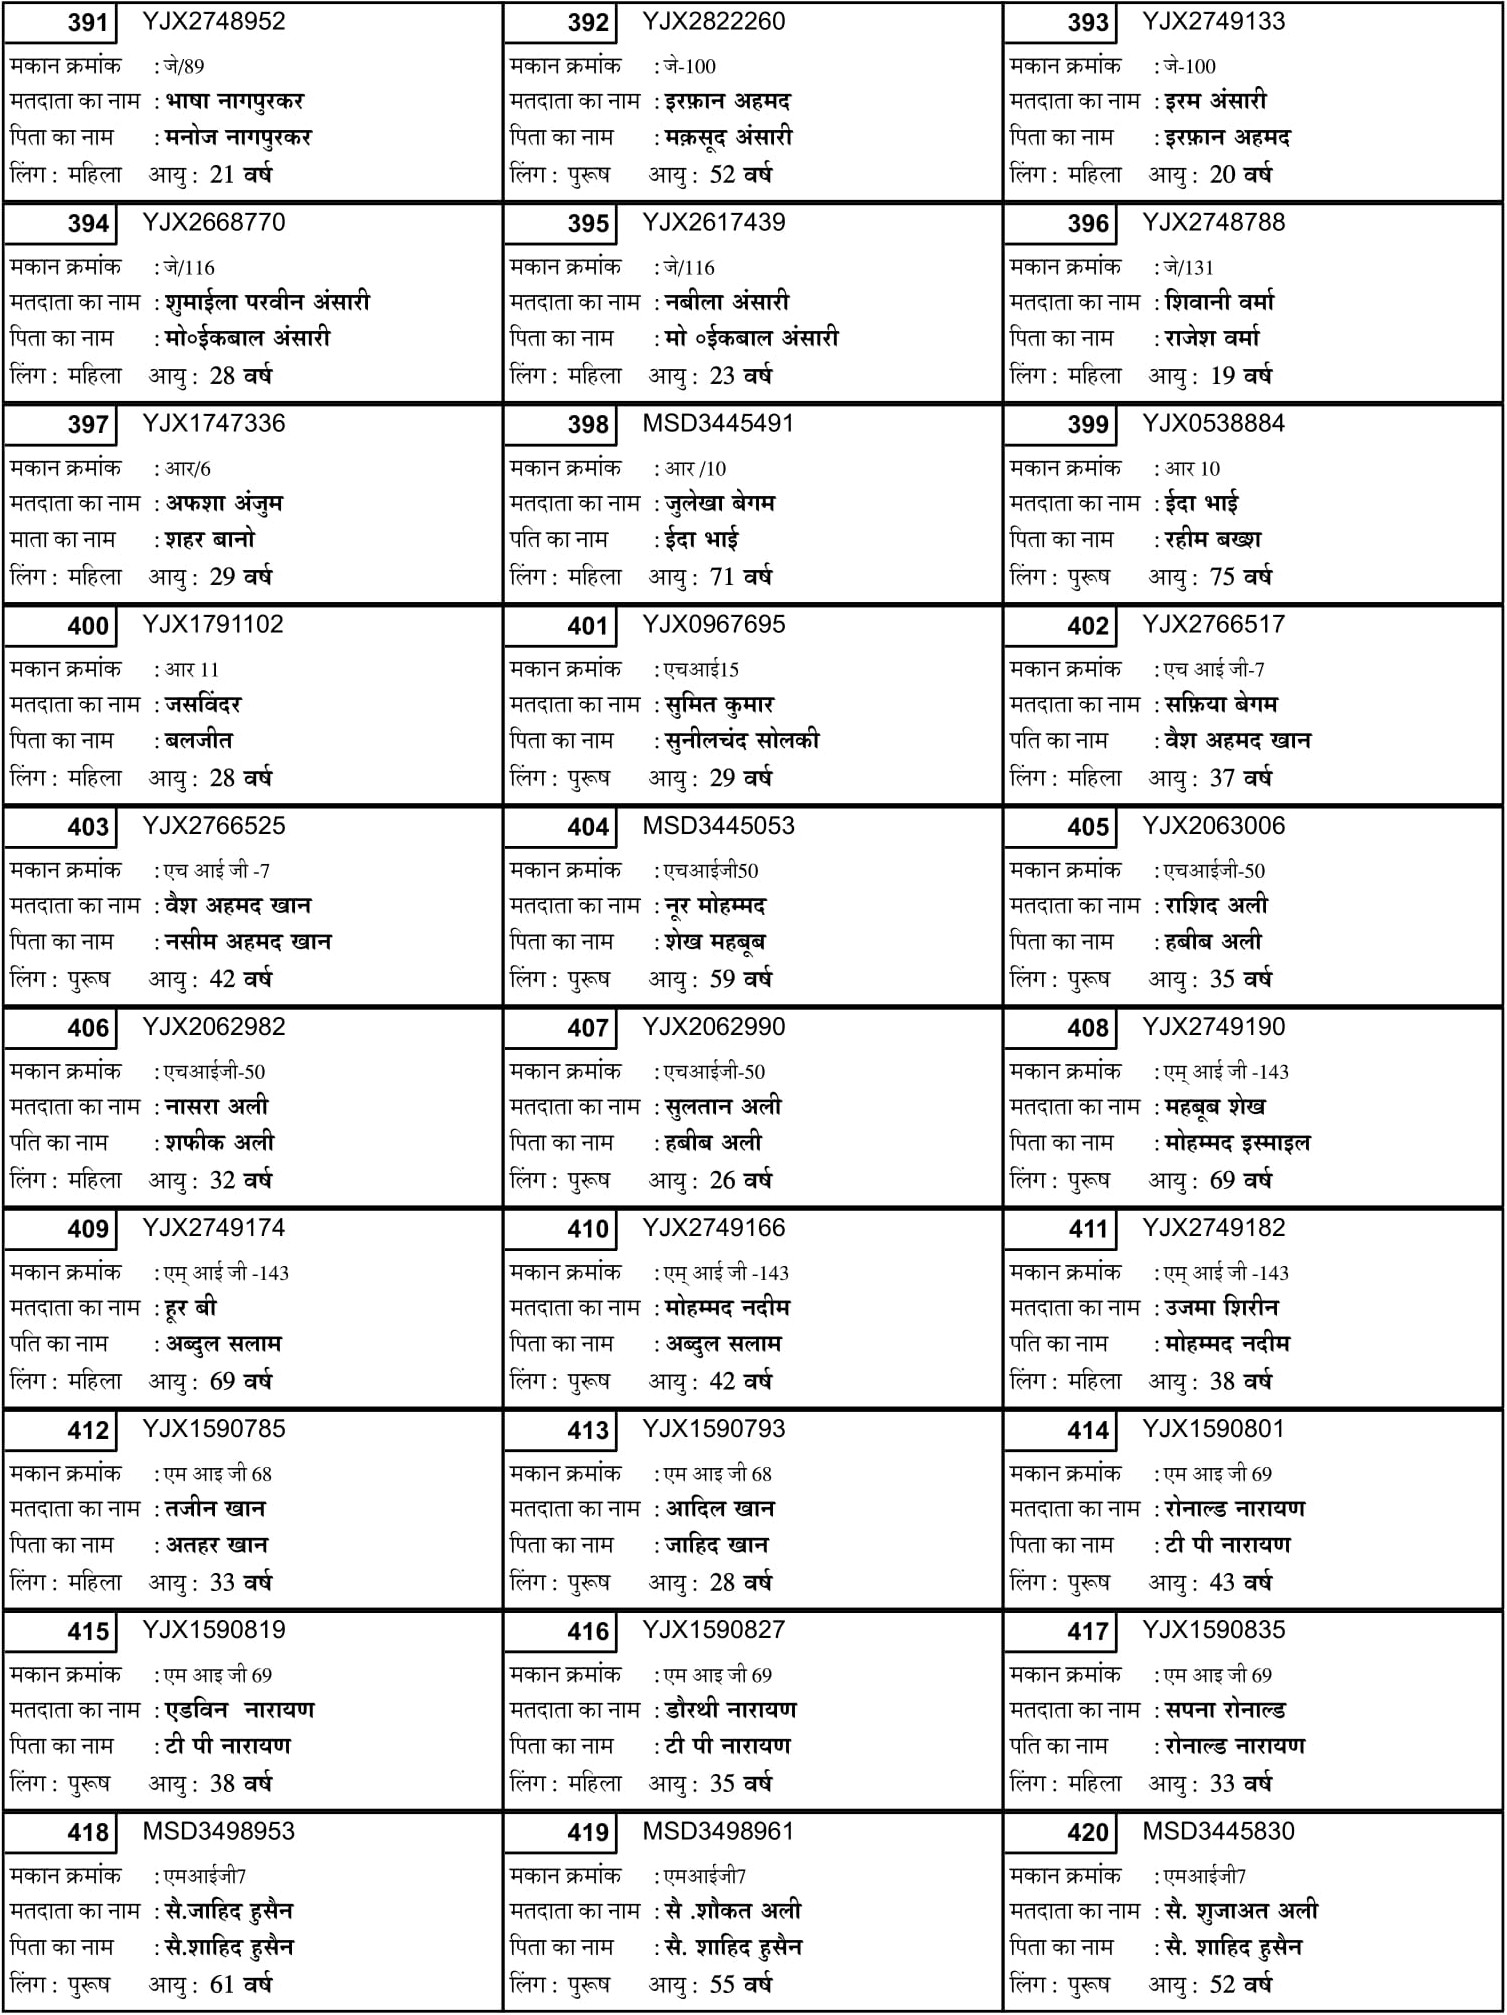 391 YJX2748952
मकान क्रमांक : जे/89
मतदाता का नाम : भाषा नागपुरकर
पिता का नाम : मनोज नागपुरकर
लिंग : महिला आयु : 21 वर्ष
392 YJX2822260
मकान क्रमांक : जे-100
मतदाता का नाम : इरफ़ान अहमद
पिता का नाम : मक़सूद अंसारी
लिंग : पुरूष आयु : 52 वर्ष
393 YJX2749133
मकान क्रमांक : जे-100
मतदाता का नाम : इरम अंसारी
पिता का नाम : इरफ़ान अहमद
लिंग : महिला आयु : 20 वर्ष
394 YJX2668770
मकान क्रमांक : जे/116
मतदाता का नाम : शुमाईला परवीन अंसारी
पिता का नाम : मो०ईकबाल अंसारी
लिंग : महिला आयु : 28 वर्ष
395 YJX2617439
मकान क्रमांक : जे/116
मतदाता का नाम : नबीला अंसारी
पिता का नाम : मो ०ईकबाल अंसारी
लिंग : महिला आयु : 23 वर्ष
396 YJX2748788
मकान क्रमांक : जे/131
मतदाता का नाम : शिवानी वर्मा
पिता का नाम : राजेश वर्मा
लिंग : महिला आयु : 19 वर्ष
397 YJX1747336
मकान क्रमांक : आर/6
मतदाता का नाम : अफशा अंजुम
माता का नाम : शहर बानो
लिंग : महिला आयु : 29 वर्ष
398 MSD3445491
मकान क्रमांक : आर /10
मतदाता का नाम : जुलेखा बेगम
पति का नाम : ईदा भाई
लिंग : महिला आयु : 71 वर्ष
399 YJX0538884
मकान क्रमांक : आर 10
मतदाता का नाम : ईदा भाई
पिता का नाम : रहीम बख्श
लिंग : पुरूष आयु : 75 वर्ष
400 YJX1791102
मकान क्रमांक : आर 11
मतदाता का नाम : जसविंदर
पिता का नाम : बलजीत
लिंग : महिला आयु : 28 वर्ष
401 YJX0967695
मकान क्रमांक : एचआई15
मतदाता का नाम : सुमित कुमार
पिता का नाम : सुनीलचंद सोलकी
लिंग : पुरूष आयु : 29 वर्ष
402 YJX2766517
मकान क्रमांक : एच आई जी-7
मतदाता का नाम : सफ़िया बेगम
पति का नाम : वैश अहमद खान
लिंग : महिला आयु : 37 वर्ष
403 YJX2766525
मकान क्रमांक : एच आई जी -7
मतदाता का नाम : वैश अहमद खान
पिता का नाम : नसीम अहमद खान
लिंग : पुरूष आयु : 42 वर्ष
404 MSD3445053
मकान क्रमांक : एचआईजी50
मतदाता का नाम : नूर मोहम्मद
पिता का नाम : शेख महबूब
लिंग : पुरूष आयु : 59 वर्ष
405 YJX2063006
मकान क्रमांक : एचआईजी-50
मतदाता का नाम : राशिद अली
पिता का नाम : हबीब अली
लिंग : पुरूष आयु : 35 वर्ष
406 YJX2062982
मकान क्रमांक : एचआईजी-50
मतदाता का नाम : नासरा अली
पति का नाम : शफीक अली
लिंग : महिला आयु : 32 वर्ष
407 YJX2062990
मकान क्रमांक : एचआईजी-50
मतदाता का नाम : सुलतान अली
पिता का नाम : हबीब अली
लिंग : पुरूष आयु : 26 वर्ष
408 YJX2749190
मकान क्रमांक : एम् आई जी -143
मतदाता का नाम : महबूब शेख
पिता का नाम : मोहम्मद इस्माइल
लिंग : पुरूष आयु : 69 वर्ष
409 YJX2749174
मकान क्रमांक : एम् आई जी -143
मतदाता का नाम : हूर बी
पति का नाम : अब्दुल सलाम
लिंग : महिला आयु : 69 वर्ष
410 YJX2749166
मकान क्रमांक : एम् आई जी -143
मतदाता का नाम : मोहम्मद नदीम
पिता का नाम : अब्दुल सलाम
लिंग : पुरूष आयु : 42 वर्ष
411 YJX2749182
मकान क्रमांक : एम् आई जी -143
मतदाता का नाम : उजमा शिरीन
पति का नाम : मोहम्मद नदीम
लिंग : महिला आयु : 38 वर्ष
412 YJX1590785
मकान क्रमांक : एम आइ जी 68
मतदाता का नाम : तजीन खान
पिता का नाम : अतहर खान
लिंग : महिला आयु : 33 वर्ष
413 YJX1590793
मकान क्रमांक : एम आइ जी 68
मतदाता का नाम : आदिल खान
पिता का नाम : जाहिद खान
लिंग : पुरूष आयु : 28 वर्ष
414 YJX1590801
मकान क्रमांक : एम आइ जी 69
मतदाता का नाम : रोनाल्ड नारायण
पिता का नाम : टी पी नारायण
लिंग : पुरूष आयु : 43 वर्ष
415 YJX1590819
मकान क्रमांक : एम आइ जी 69
मतदाता का नाम : एडविन नारायण
पिता का नाम : टी पी नारायण
लिंग : पुरूष आयु : 38 वर्ष
416 YJX1590827
मकान क्रमांक : एम आइ जी 69
मतदाता का नाम : डौरथी नारायण
पिता का नाम : टी पी नारायण
लिंग : महिला आयु : 35 वर्ष
417 YJX1590835
मकान क्रमांक : एम आइ जी 69
मतदाता का नाम : सपना रोनाल्ड
पति का नाम : रोनाल्ड नारायण
लिंग : महिला आयु : 33 वर्ष
418 MSD3498953
मकान क्रमांक : एमआईजी7
मतदाता का नाम : सै.जाहिद हुसैन
पिता का नाम : सै.शाहिद हुसैन
लिंग : पुरूष आयु : 61 वर्ष
419 MSD3498961
मकान क्रमांक : एमआईजी7
मतदाता का नाम : सै .शौकत अली
पिता का नाम : सै. शाहिद हुसैन
लिंग : पुरूष आयु : 55 वर्ष
420 MSD3445830
मकान क्रमांक : एमआईजी7
मतदाता का नाम : सै. शुजाअत अली
पिता का नाम : सै. शाहिद हुसैन
लिंग : पुरूष आयु : 52 वर्ष